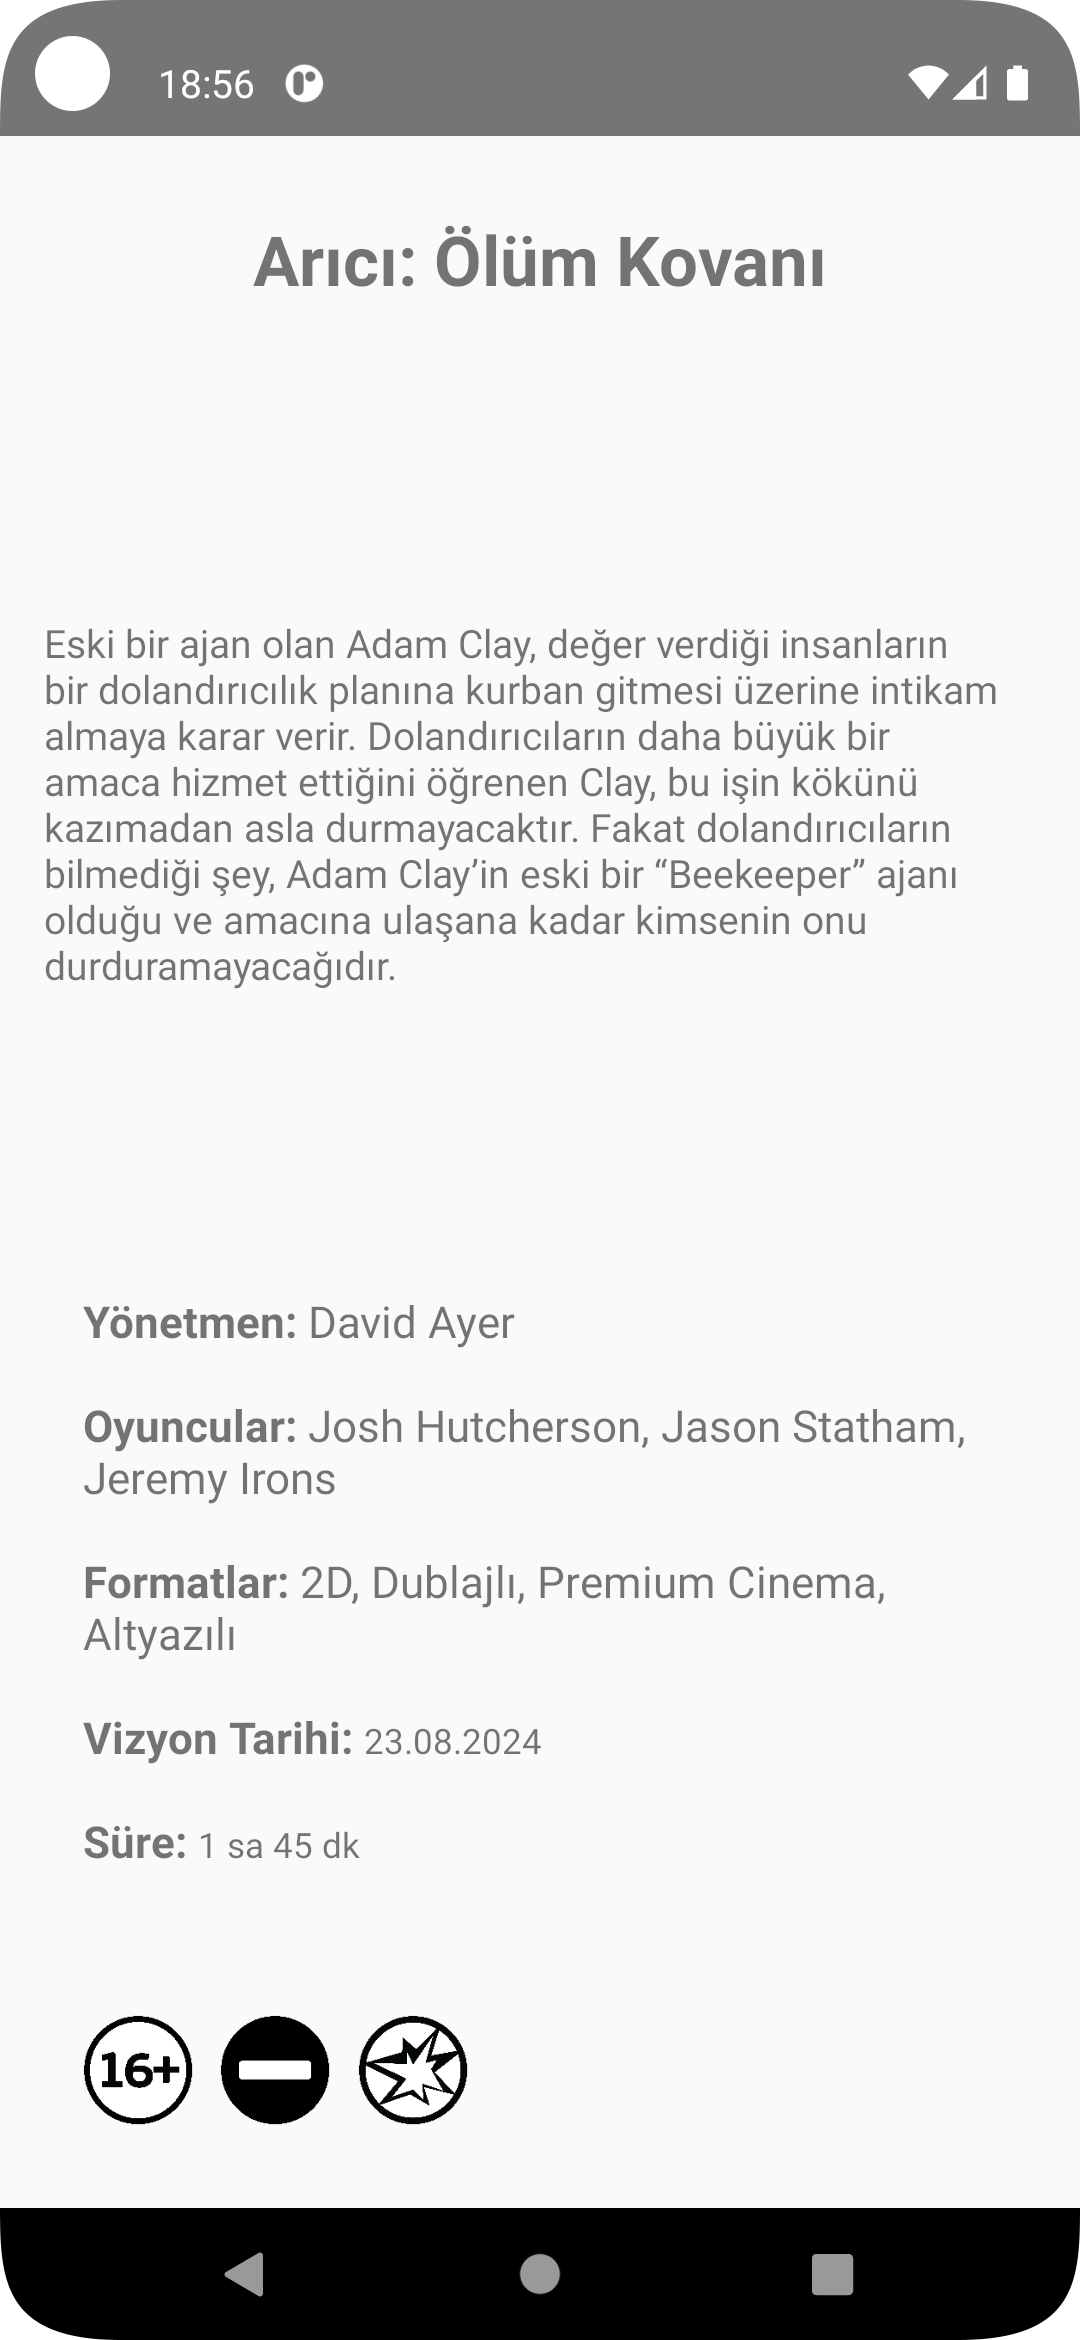 18:56
Arıcı: Ölüm Kovanı
Eski bir ajan olan Adam Clay, değer verdiği insanların
bir dolandırıcılık planına kurban gitmesi üzerine intikam
almaya karar verir. Dolandırıcıların daha büyük bir
amaca hizmet ettiğini öğrenen Clay, bu işin kökünü
kazımadan asla durmayacaktır. Fakat dolandırıcıların
bilmediği şey, Adam Clay’in eski bir “Beekeeper” ajanı
olduğu ve amacına ulaşana kadar kimsenin onu
durduramayacağıdır.
Yönetmen: David Ayer
Oyuncular: Josh Hutcherson, Jason Statham,
Jeremy Irons
Formatlar: 2D, Dublajlı, Premium Cinema,
Altyazılı
Vizyon Tarihi: 23.08.2024
Süre: 1 sa 45 dk
16+